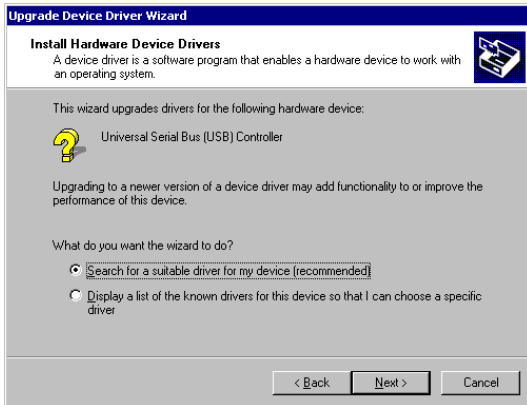 Upgrade Device Driver Wizard
Install Hardware Device Drivers
A device driver is a software program that enables a hardware device to work with
an operating system.
This wizard upgrades drivers for the following hardware device:
Universal Serial Bus (USB) Controller
Upgrading to a newer version of a device driver may add functionality to or improve the
performance of this device.
What do you want the wizard to do?
Search for a suitable driver for my device (recommended)
Display a list of the known drivers for this device so that I can choose a specific
driver
< Back Next > Cancel